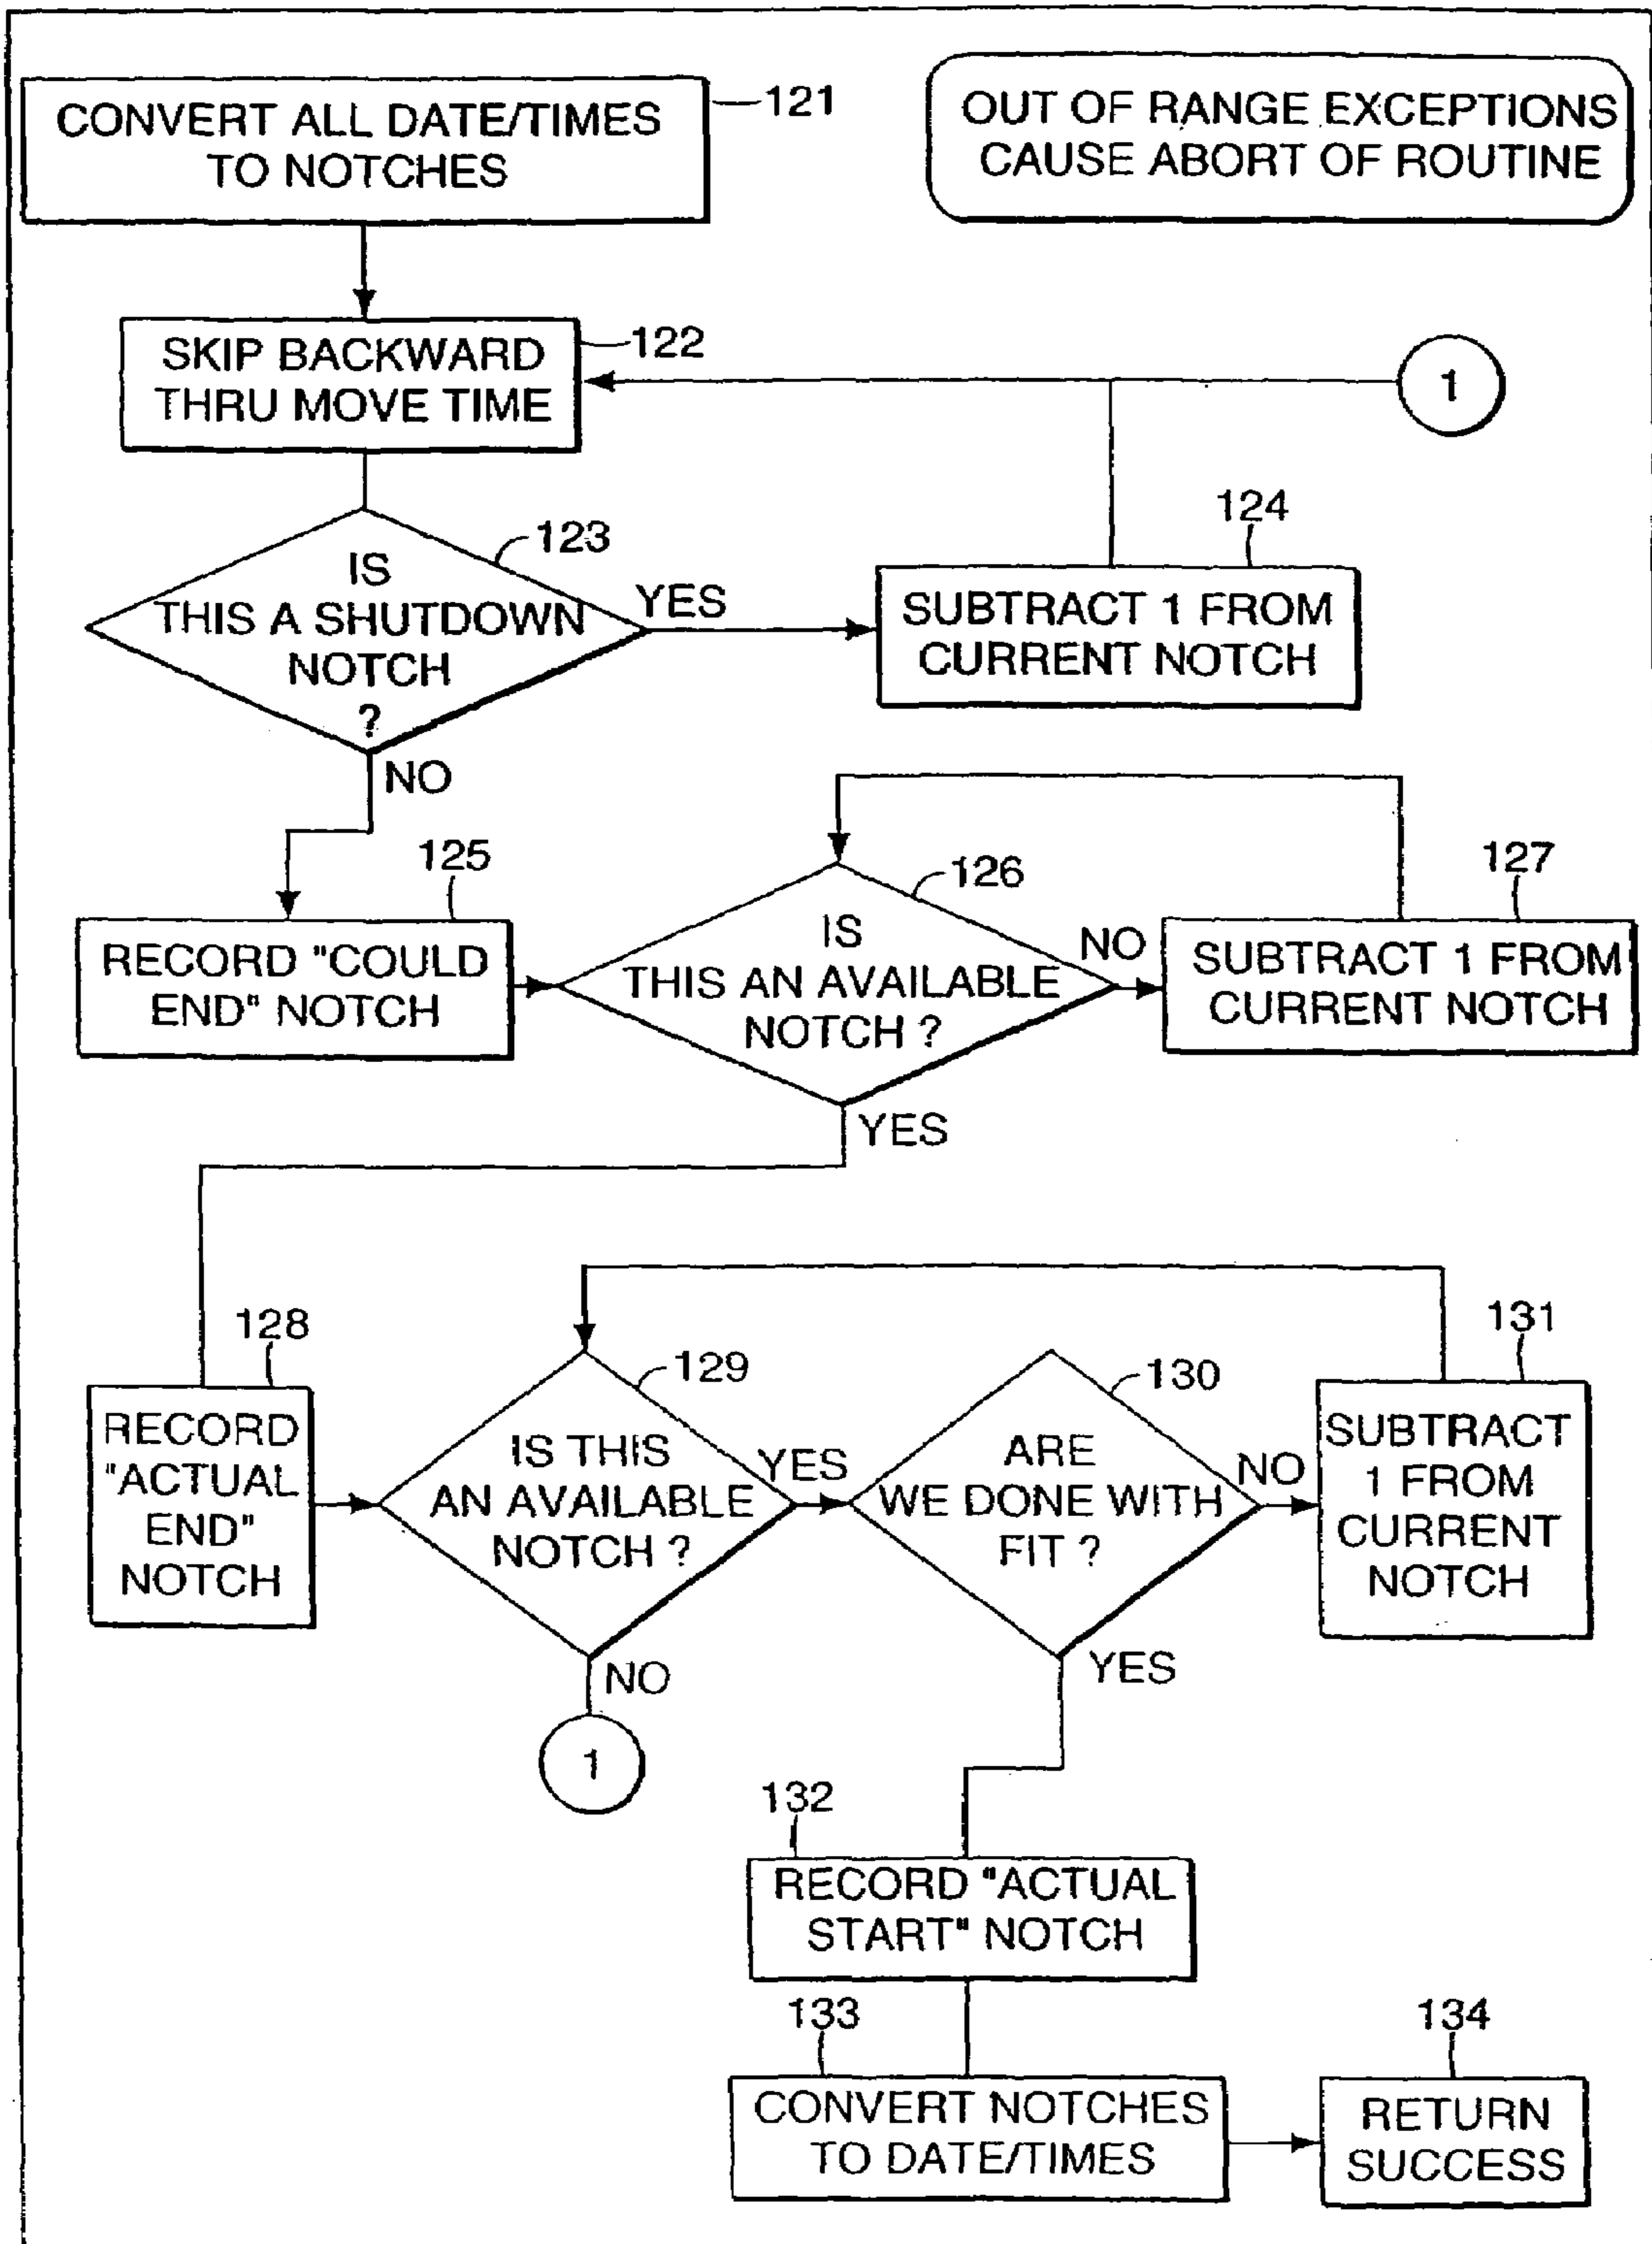 CONVERT ALL DATE/TIMES
TO NOTCHES
121
OUT OF RANGE EXCEPTIONS
CAUSE ABORT OF ROUTINE
SKIP BACKWARD
THRU MOVE TIME
122
1
IS
THIS A SHUTDOWN
NOTCH
?
123
YES
NO
124
SUBTRACT 1 FROM
CURRENT NOTCH
125
RECORD "COULD
END" NOTCH
126
IS
THIS AN AVAILABLE
NOTCH ?
NO
YES
127
SUBTRACT 1 FROM
CURRENT NOTCH
128
RECORD
"ACTUAL
END"
NOTCH
129
IS THIS
AN AVAILABLE
NOTCH ?
YES
NO
1
130
ARE
WE DONE WITH
FIT ?
NO
YES
131
SUBTRACT
1 FROM
CURRENT
NOTCH
132
RECORD "ACTUAL
START" NOTCH
133
CONVERT NOTCHES
TO DATE/TIMES
134
RETURN
SUCCESS